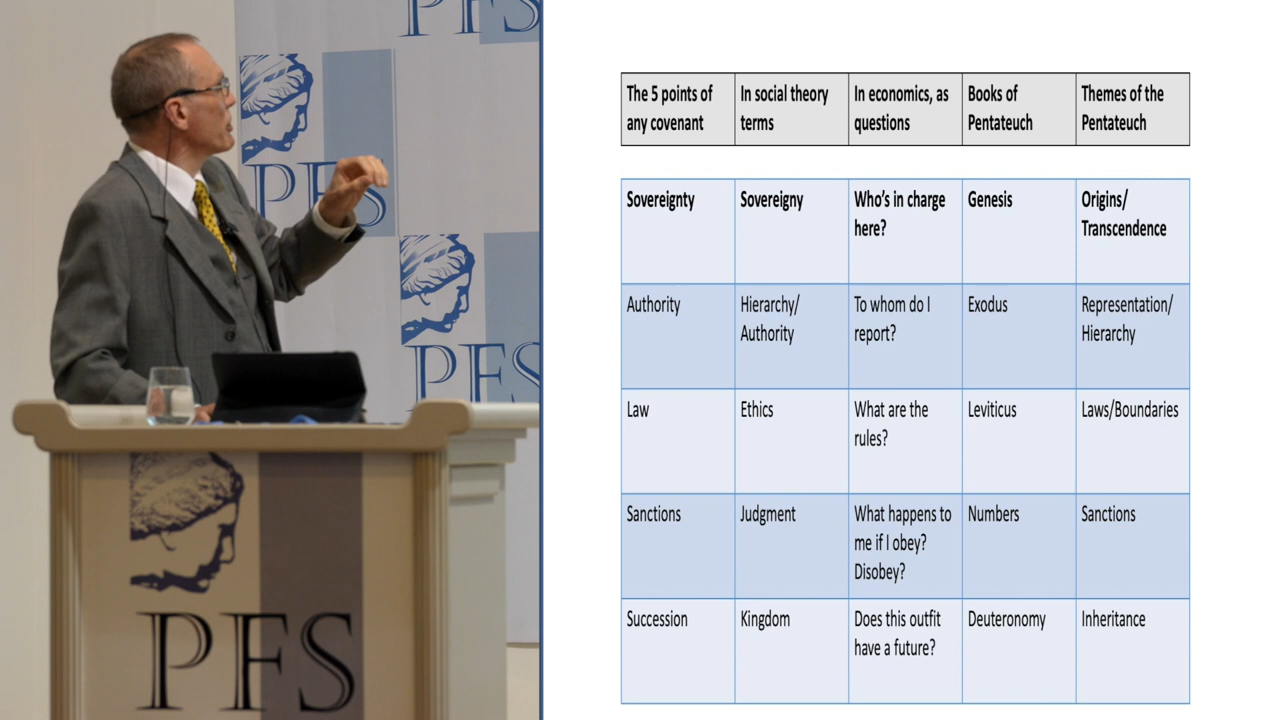 PFS
PFS
PFS
PFS
The 5 points of
any covenant
In social theory
terms
In economics, as
questions
Books of
Pentateuch
Themes of the
Pentateuch
Sovereignty
Sovereigny
Who's in charge
here?
Genesis
Origins/
Transcendence
Authority
Hierarchy/
Authority
To whom do I
report?
Exodus
Representation/
Hierarchy
Law
Ethics
What are the
rules?
Leviticus
Laws/Boundaries
Sanctions
Judgment
What happens to
me if I obey?
Disobey?
Numbers
Sanctions
Succession
Kingdom
Does this outfit
have a future?
Deuteronomy
Inheritance